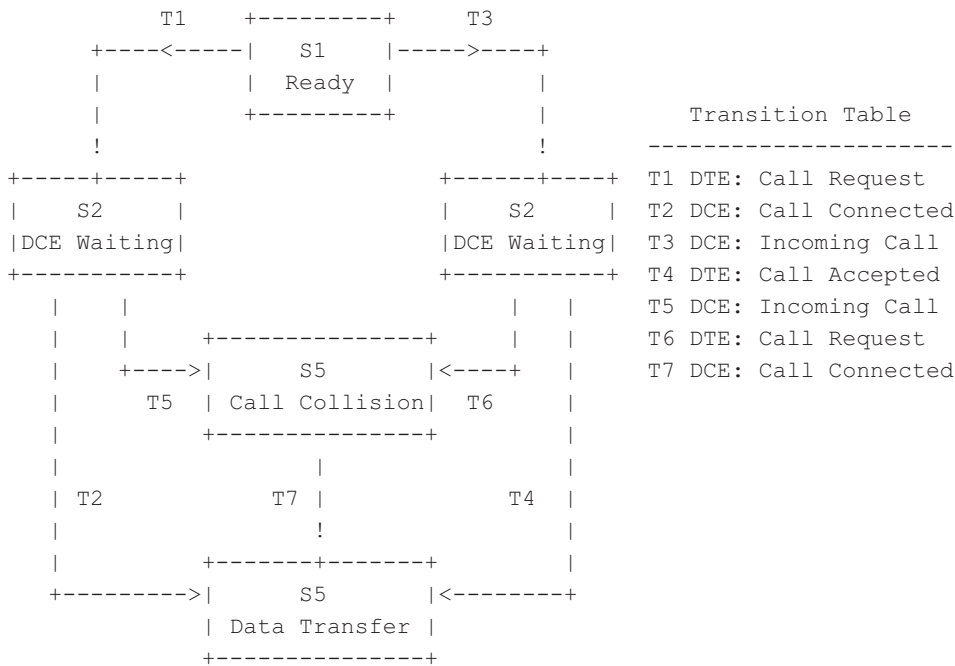 T1 +---------+ T3
+----<-----| S1 |----->----+
| | Ready | |
| +---------+ | Transition Table
! ! ----------------------
+-----+-----+ +------+----+ T1 DTE: Call Request
| S2 | | S2 | T2 DCE: Call Connected
|DCE Waiting| |DCE Waiting| T3 DCE: Incoming Call
+-----------+ +-----------+ T4 DTE: Call Accepted
| | | | T5 DCE: Incoming Call
| | +---------------+ | | T6 DTE: Call Request
| +---->| S5 |<----+ | T7 DCE: Call Connected
| T5 | Call Collision| T6 |
| +---------------+ |
| | |
| T2 T7 | T4 |
| ! |
| +-------+-------+ |
+--------->| S5 |<--------+
| Data Transfer |
+---------------+